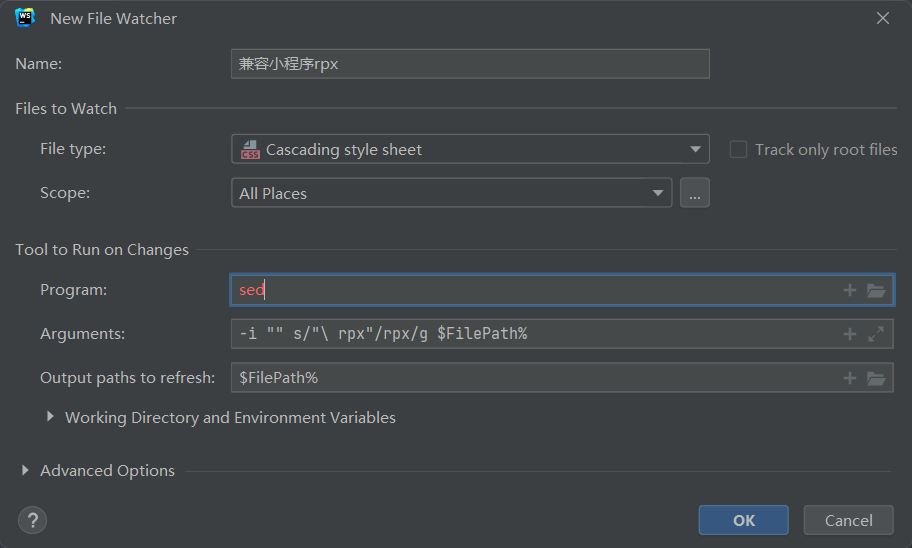 WS New File Watcher
Name: 兼容小程序rpx
Files to Watch
File type: CSS Cascading style sheet Track only root files
Scope: All Places ...
Tool to Run on Changes
Program: sed
Arguments: -i "" s/"\ rpx"/rpx/g $FilePath%
Output paths to refresh: $FilePath%
Working Directory and Environment Variables
Advanced Options
? OK Cancel